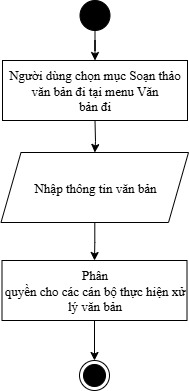 Người dùng chọn mục Soạn thảo
văn bản đi tại menu Văn
bản đi
Nhập thông tin văn bản
Phân
quyền cho các cán bộ thực hiện xử
lý văn bản